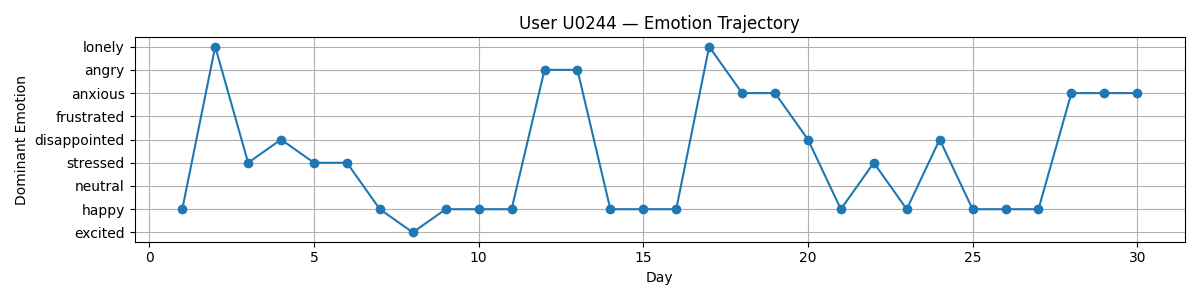 User U0244 — Emotion Trajectory
Dominant Emotion
lonely
angry
anxious
frustrated
disappointed
stressed
neutral
happy
excited
0 5 10 15 20 25 30
Day